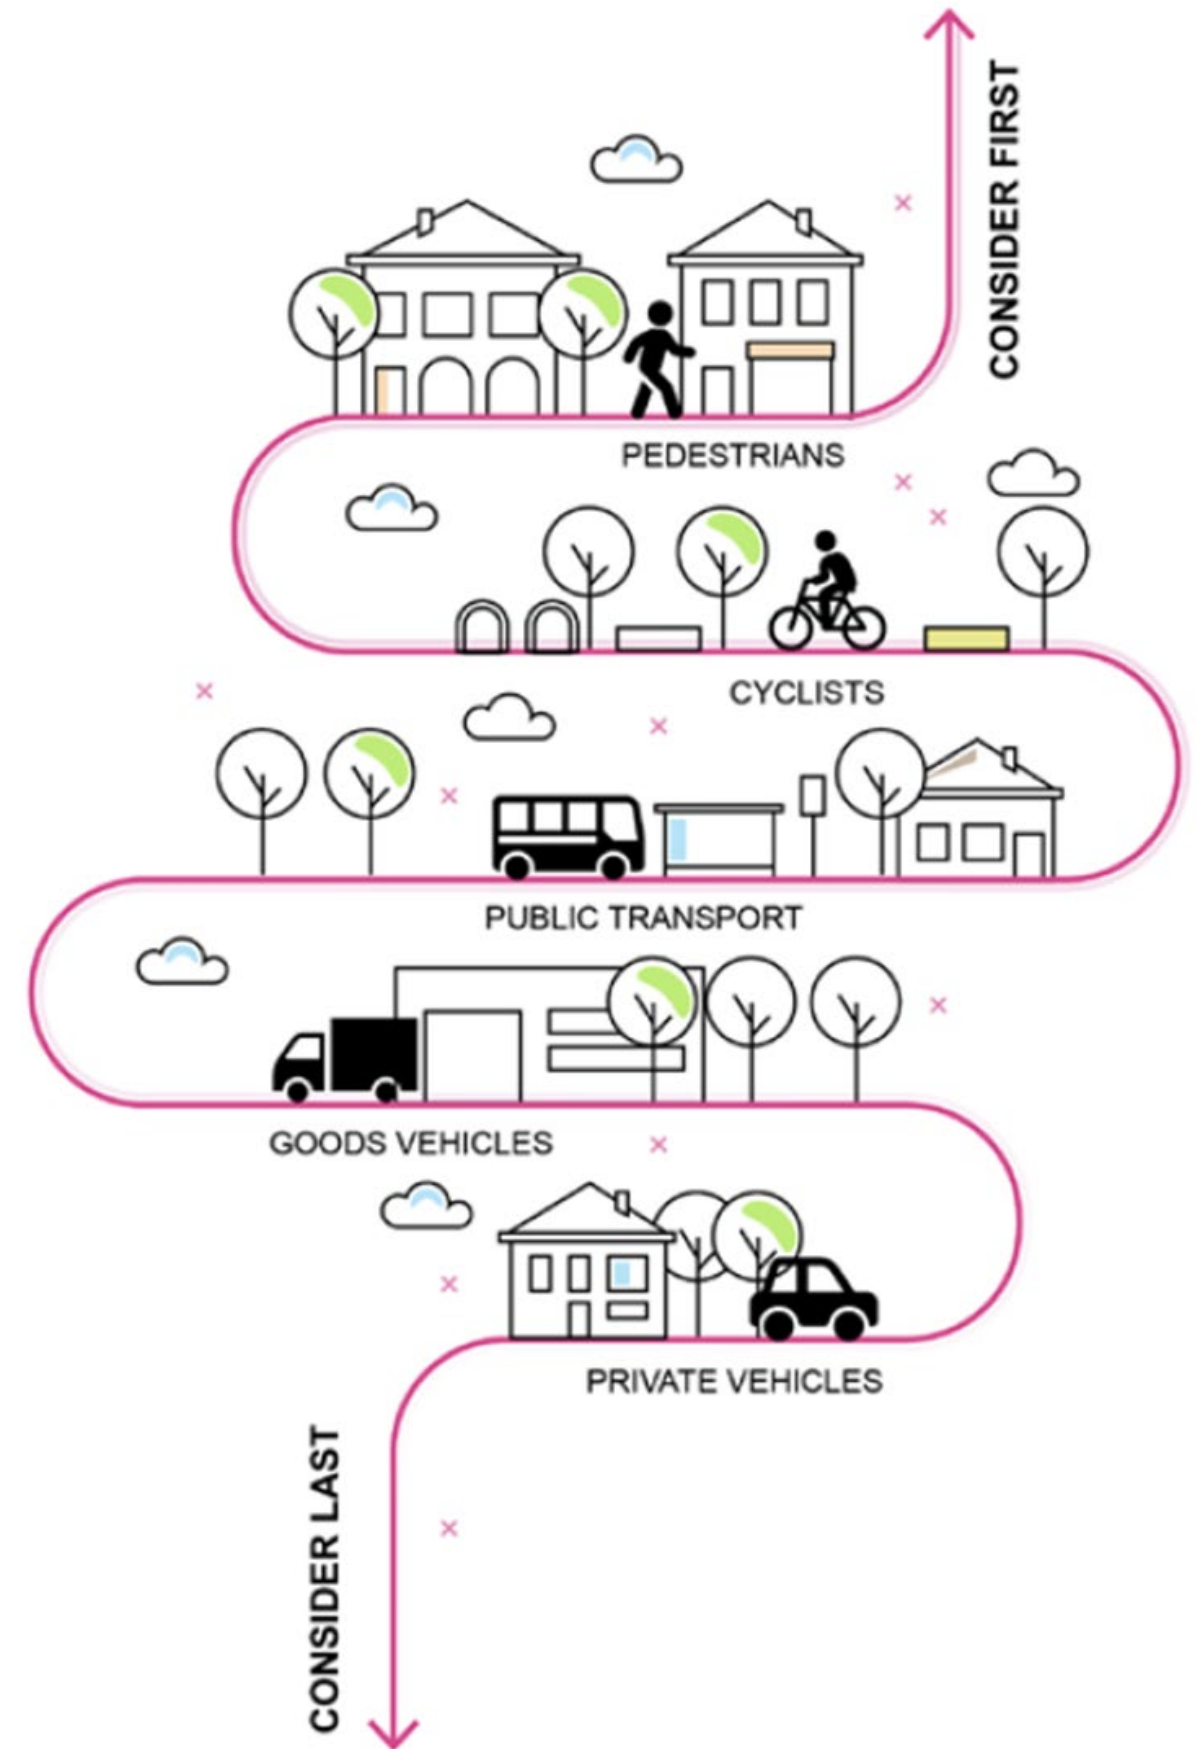 CONSIDER FIRST
PEDESTRIANS
CYCLISTS
PUBLIC TRANSPORT
GOODS VEHICLES
PRIVATE VEHICLES
CONSIDER LAST